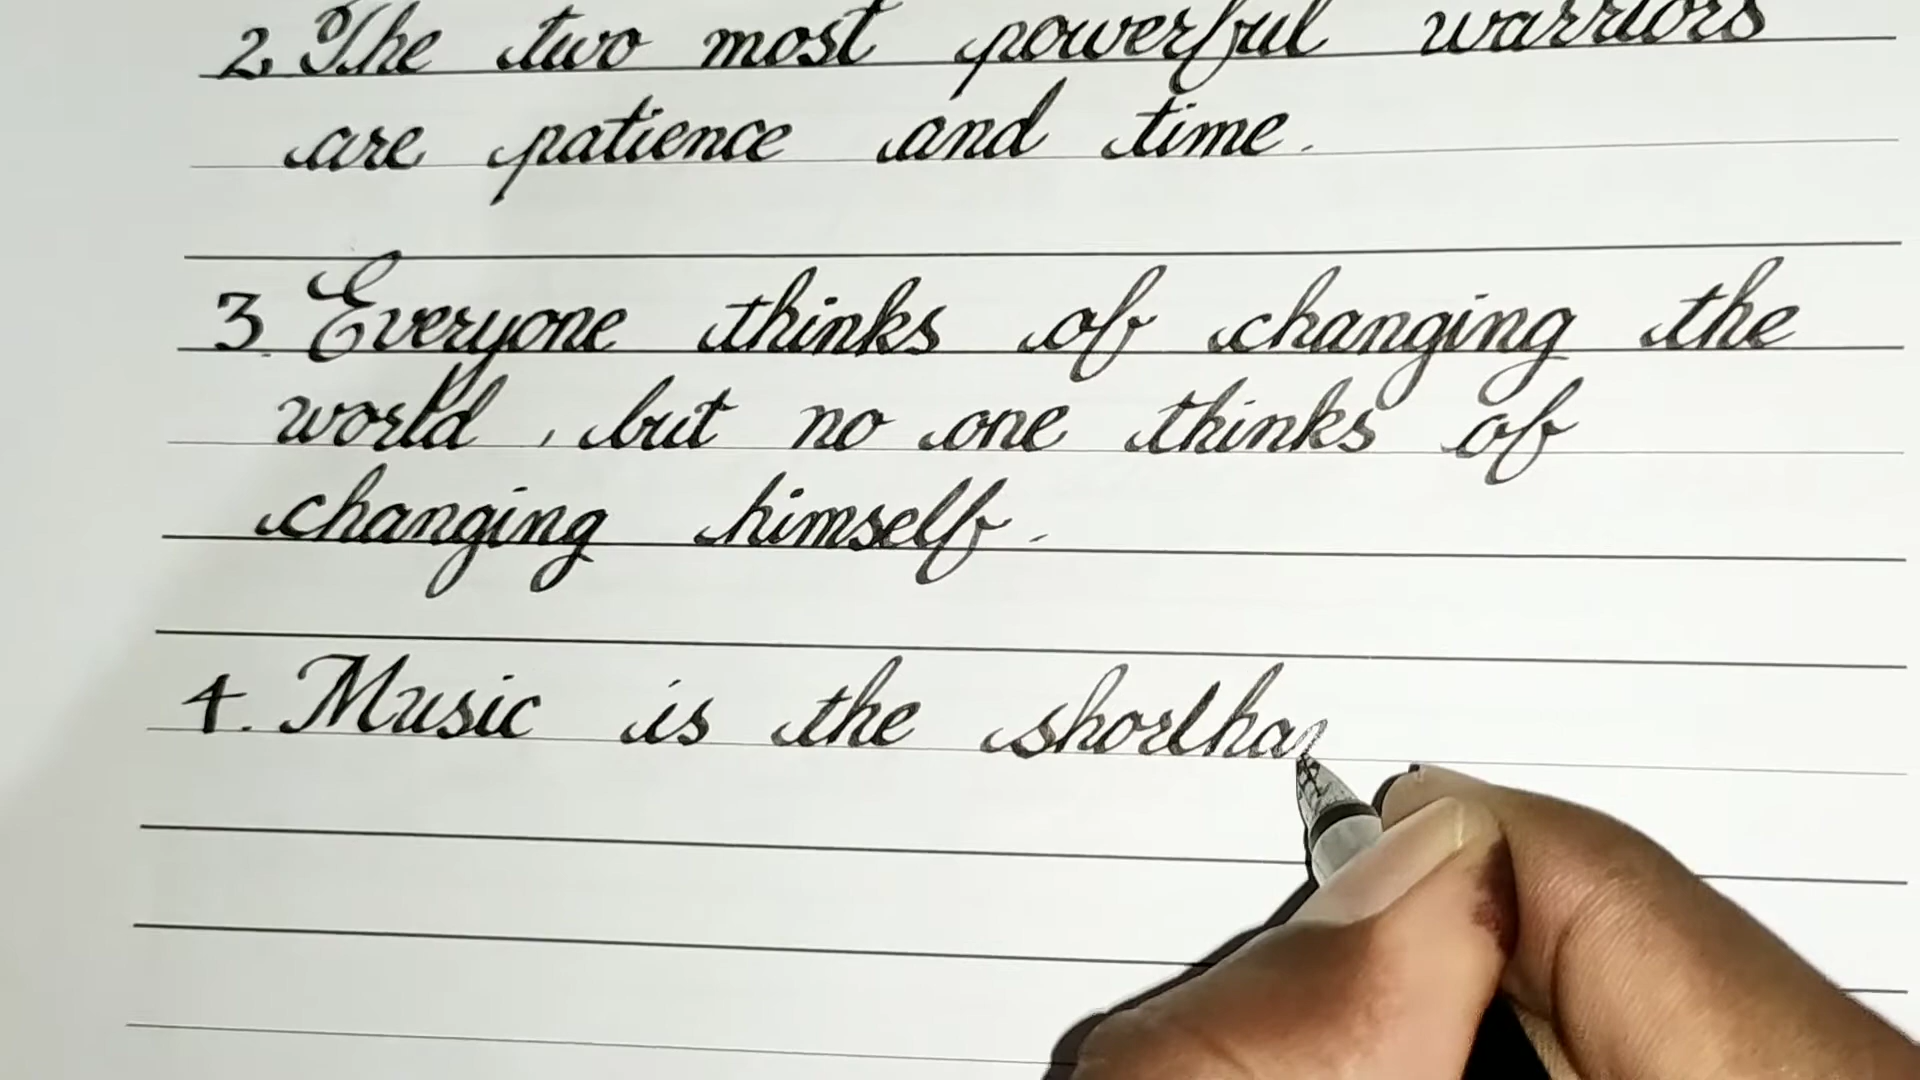 2. The two most powerful warriors
are patience and time.
3. Everyone thinks of changing the
world, but no one thinks of
changing himself.
4. Music is the shorthan